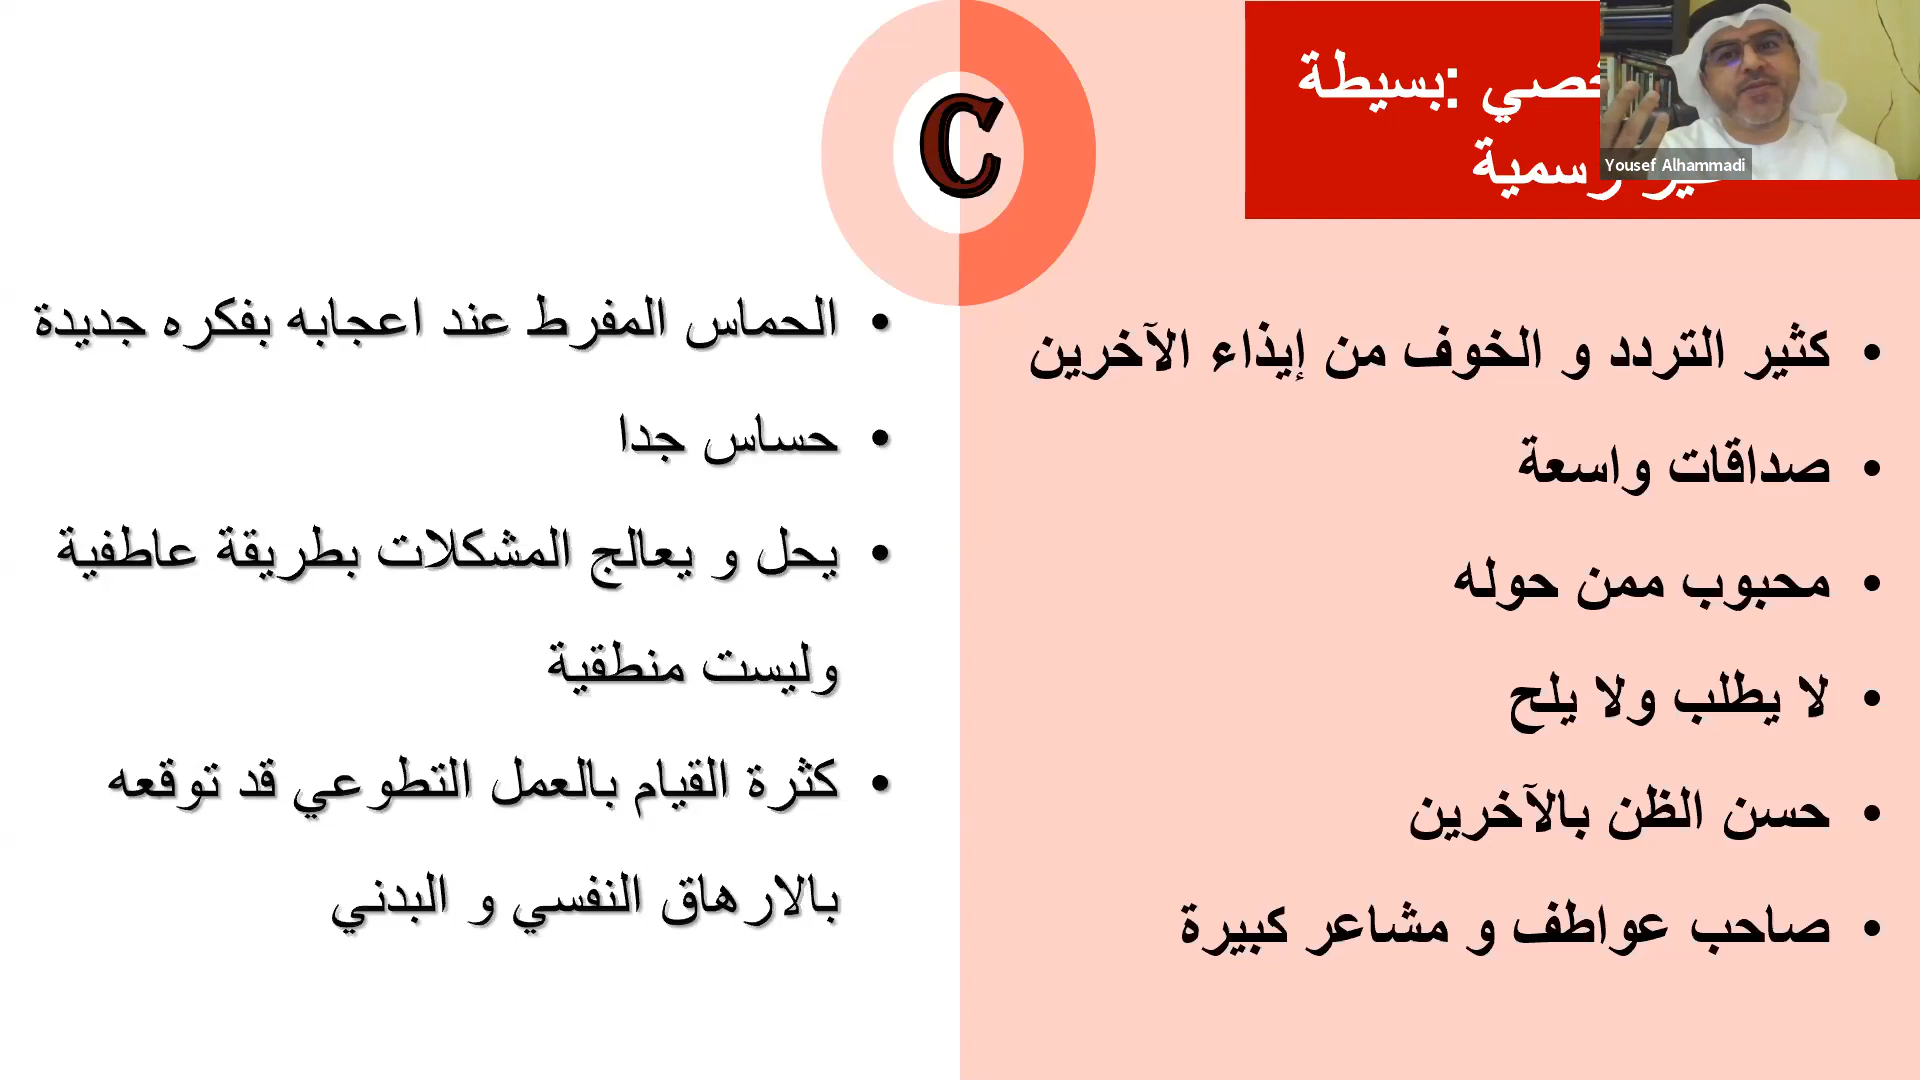 بسيطة:
رسمية
Yousef Alhammadi
C
• كثير التردد و الخوف من إيذاء الآخرين
• صداقات واسعة
• محبوب ممن حوله
• لا يطلب ولا يلح
• حسن الظن بالآخرين
• صاحب عواطف و مشاعر كبيرة
• الحماس المفرط عند اعجابه بفكره جديدة
• حساس جدا
• يحل و يعالج المشكلات بطريقة عاطفية
وليست منطقية
• كثرة القيام بالعمل التطوعي قد توقعه
بالارهاق النفسي و البدني